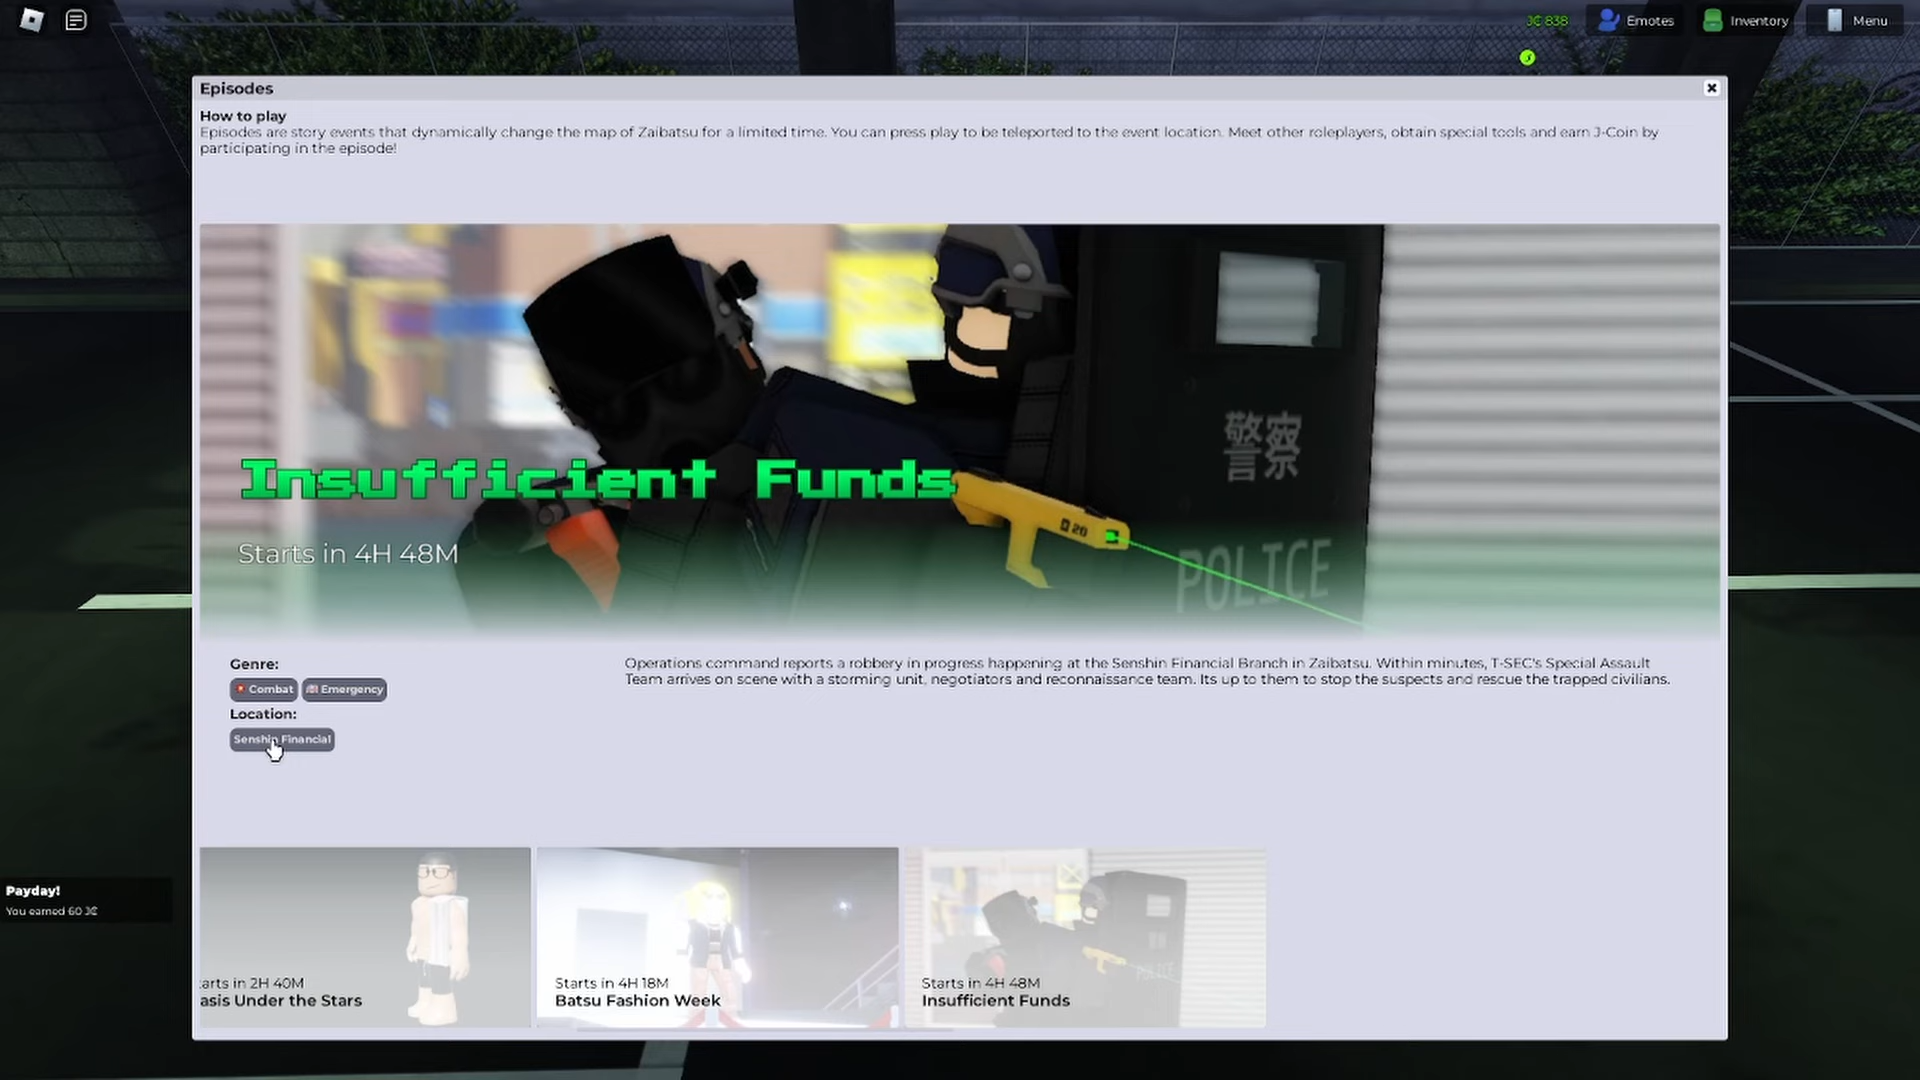 838
Emotes
Inventory
Menu
Episodes
How to play
Episodes are story events that dynamically change the map of Zaibatsu for a limited time. You can press play to be teleported to the event location. Meet other roleplayers, obtain special tools and earn J-Coin by
participating in the episode!
Insufficient Funds
Starts in 4H 48M
20
警察
POLICE
Genre:
Combat
Emergency
Location:
Senshin Financial
Operations command reports a robbery in progress happening at the Senshin Financial Branch in Zaibatsu. Within minutes, T-SEC's Special Assault
Team arrives on scene with a storming unit, negotiators and reconnaissance team. Its up to them to stop the suspects and rescue the trapped civilians.
Payday!
You earned 60
arts in 2H 40M
asis Under the Stars
Starts in 4H 18M
Batsu Fashion Week
POLICE
Starts in 4H 48M
Insufficient Funds